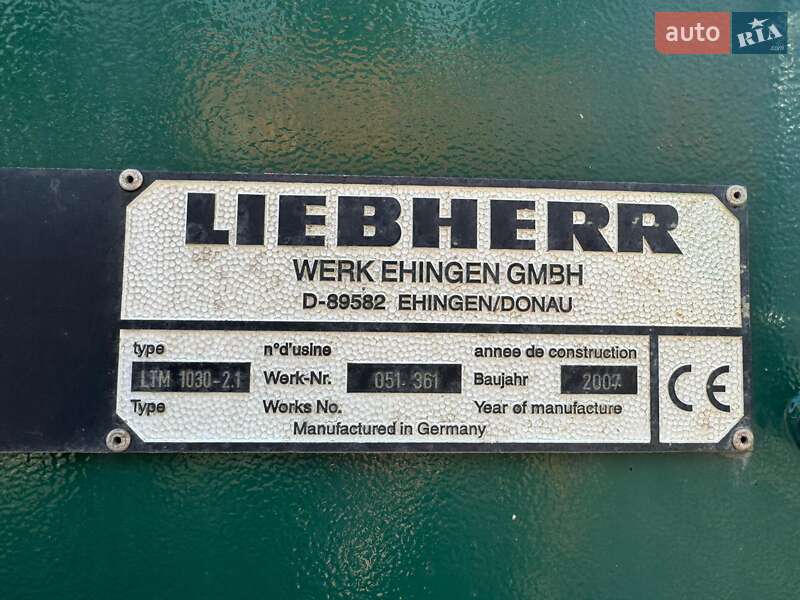 auto RIA .com
LIEBHERR
WERK EHINGEN GMBH
D-89582 EHINGEN/DONAU
type n°d'usine annee de construction
LTM 1030-2.1 Werk-Nr. 051 361 Baujahr 2007
Type Works No. Year of manufacture
Manufactured in Germany
CE